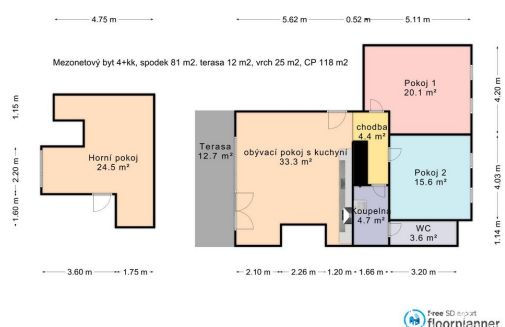 4.75 m
5.62 m
0.52 m
5.11 m
Mezonetový byt 4+kk, spodek 81 m2. terasa 12 m2, vrch 25 m2, CP 118 m2
Pokoj 1
20.1 m²
4.20 m
1.15 m
chodba
4.4 m²
Terasa
12.7 m²
obývací pokoj s kuchyní
33.3 m²
Horní pokoj
24.5 m²
2.20 m
Pokoj 2
15.6 m²
4.03 m
1.60 m
Koupelna
4.7 m²
WC
3.6 m²
1.14 m
3.60 m
1.75 m
2.10 m
2.26 m
1.20 m
1.66 m
3.20 m
Free 3D export
floorplanner